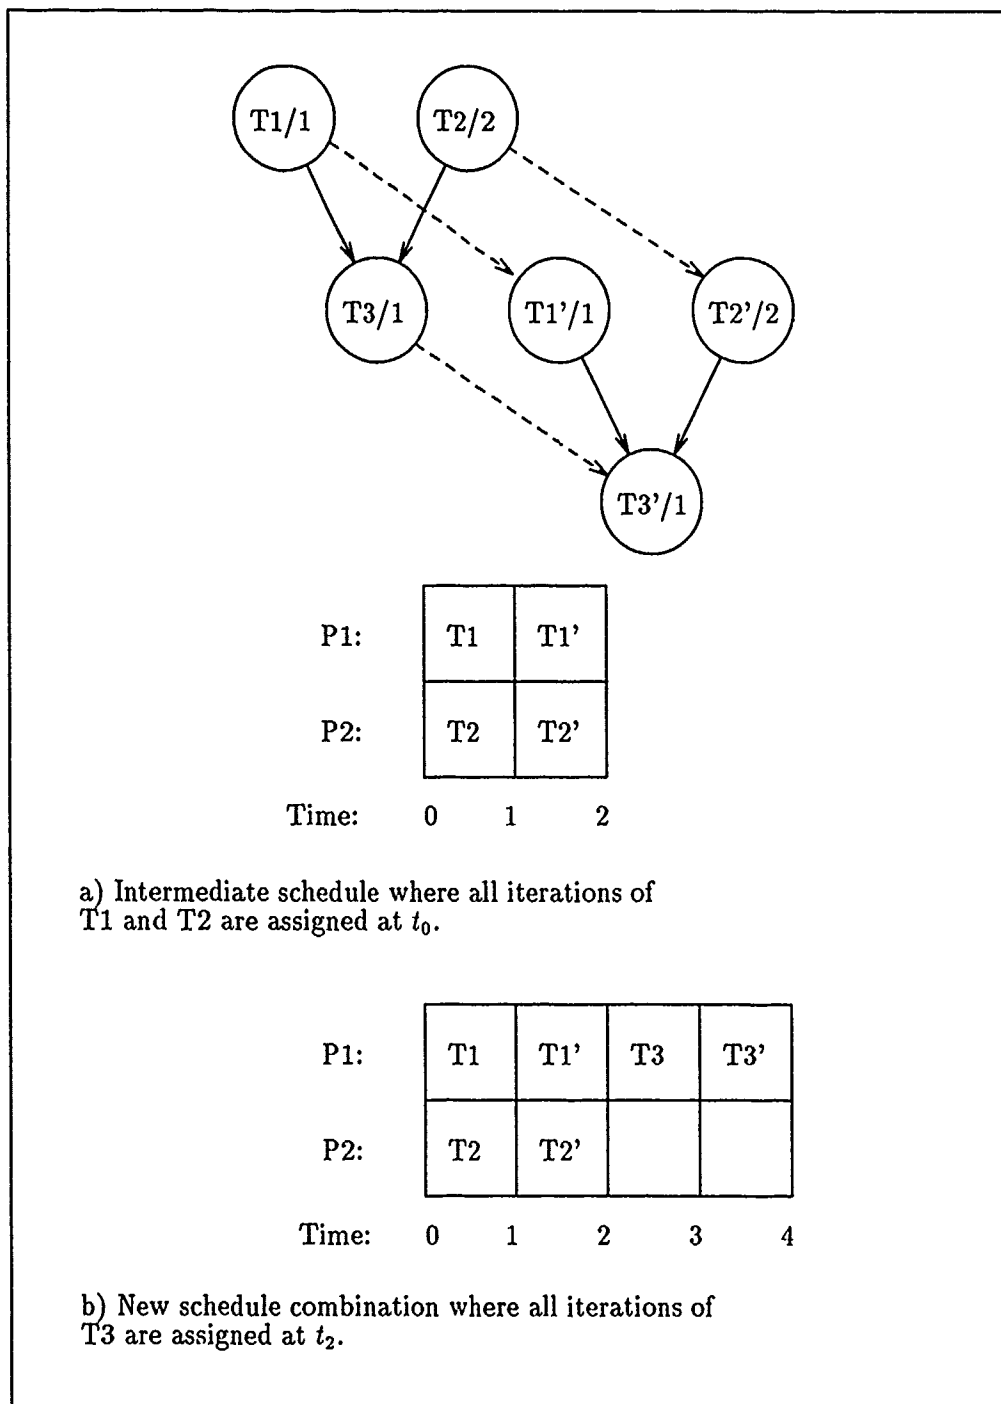 T1/1 T2/2
T3/1 T1'/1 T2'/2
T3'/1
P1: T1 T1'
P2: T2 T2'
Time: 0 1 2
a) Intermediate schedule where all iterations of
T1 and T2 are assigned at t₀.
P1: T1 T1' T3 T3'
P2: T2 T2'
Time: 0 1 2 3 4
b) New schedule combination where all iterations of
T3 are assigned at t₂.